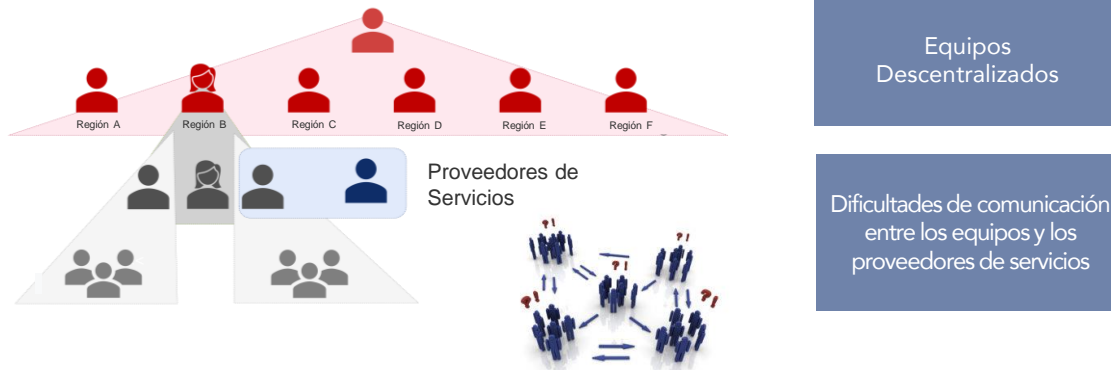 Equipos
Descentralizados
Región A
Región B
Región C
Región D
Región E
Región F
Proveedores de
Servicios
Dificultades de comunicación
entre los equipos y los
proveedores de servicios